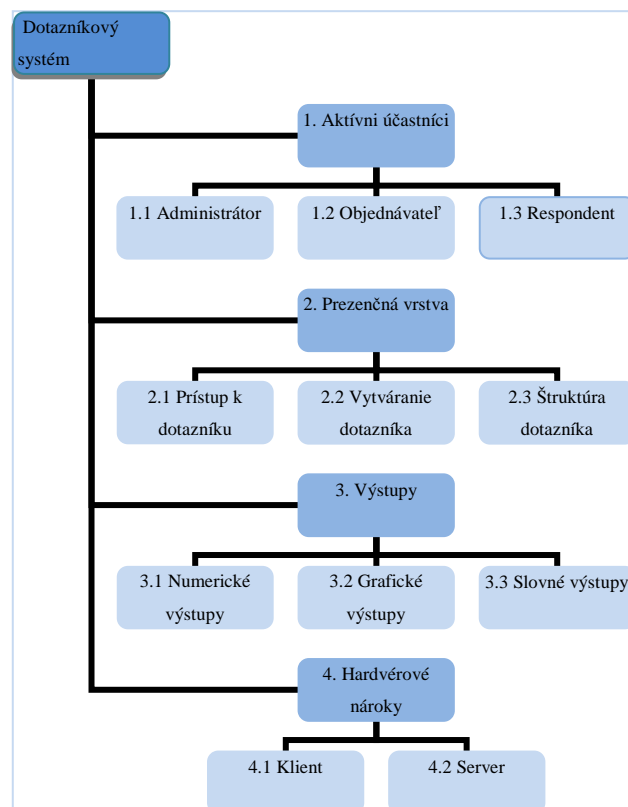 Dotazníkový
systém
1. Aktívni účastníci
1.1 Administrátor
1.2 Objednávateľ
1.3 Respondent
2. Prezenčná vrstva
2.1 Prístup k
dotazníku
2.2 Vytváranie
dotazníka
2.3 Štruktúra
dotazníka
3. Výstupy
3.1 Numerické
výstupy
3.2 Grafické
výstupy
3.3 Slovné výstupy
4. Hardvérové
nároky
4.1 Klient
4.2 Server